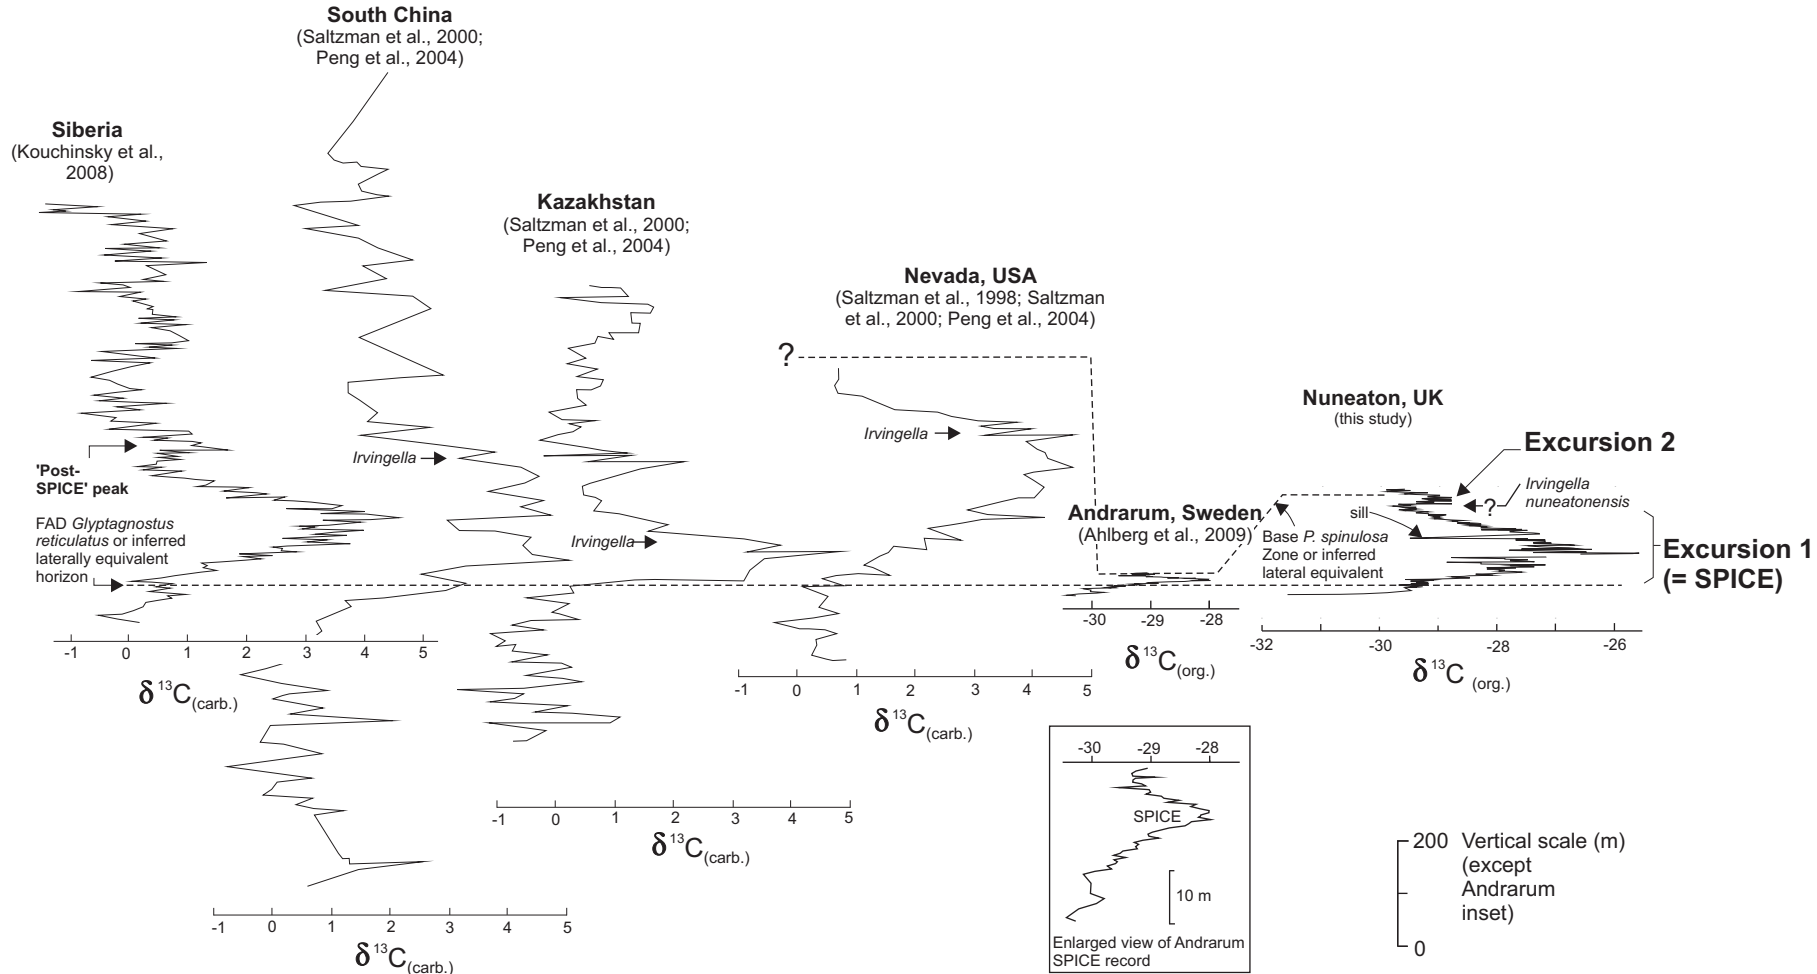 South China
(Saltzman et al., 2000;
Peng et al., 2004)
Siberia
(Kouchinsky et al.,
2008)
Kazakhstan
(Saltzman et al., 2000;
Peng et al., 2004)
Nevada, USA
(Saltzman et al., 1998; Saltzman
et al., 2000; Peng et al., 2004)
?
Irvingella
Nuneaton, UK
(this study)
Excursion 2
Irvingella
nuneatonensis
?
sill
Excursion 1
(= SPICE)
'Post-
SPICE' peak
FAD Glyptagnostus
reticulatus or inferred
laterally equivalent
horizon
Irvingella
Irvingella
Andrarum, Sweden
(Ahlberg et al., 2009)
Base P. spinulosa
Zone or inferred
lateral equivalent
-1 0 1 2 3 4 5
δ 13C(carb.)
-1 0 1 2 3 4 5
δ 13C(carb.)
-1 0 1 2 3 4 5
δ 13C(carb.)
-1 0 1 2 3 4 5
δ 13C(carb.)
-30 -29 -28
δ 13C(org.)
-32 -30 -28 -26
δ 13C (org.)
-30 -29 -28
SPICE
10 m
Enlarged view of Andrarum
SPICE record
200 Vertical scale (m)
(except
Andrarum
inset)
0